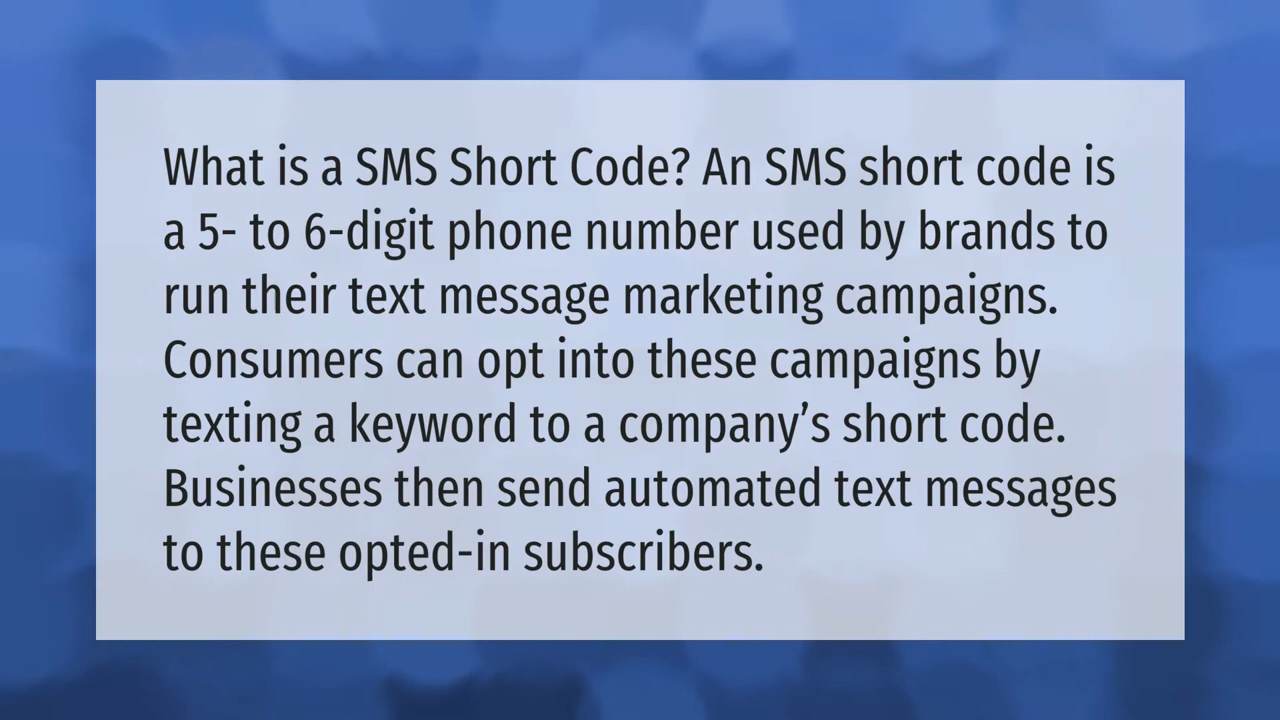 What is a SMS Short Code? An SMS short code is
a 5- to 6-digit phone number used by brands to
run their text message marketing campaigns.
Consumers can opt into these campaigns by
texting a keyword to a company’s short code.
Businesses then send automated text messages
to these opted-in subscribers.